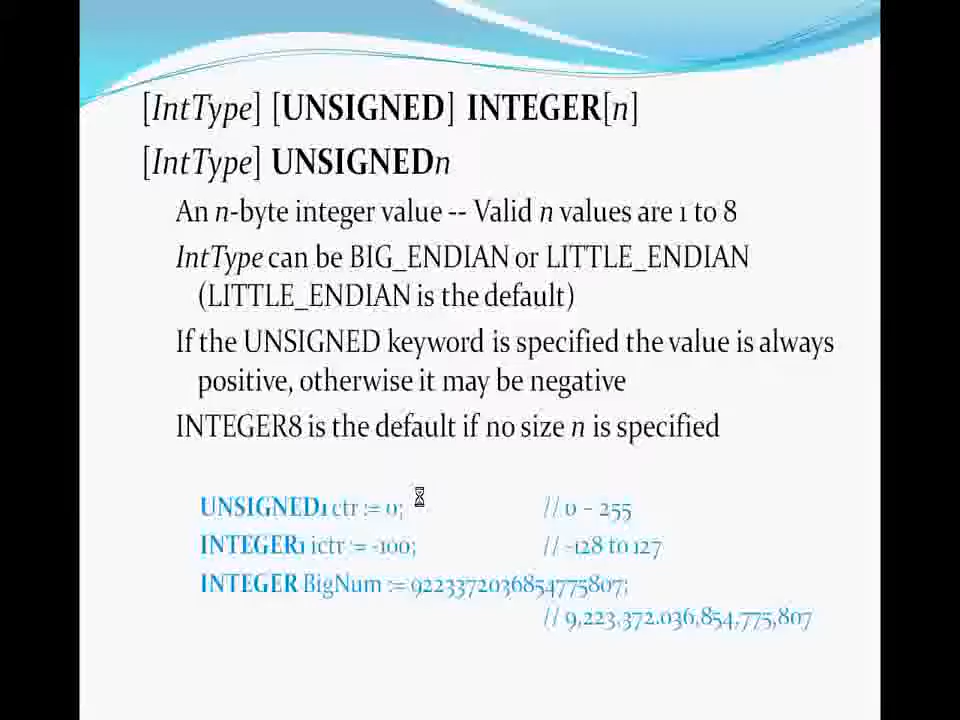 [IntType] [UNSIGNED] INTEGER[n]
[IntType] UNSIGNEDn
An n-byte integer value -- Valid n values are 1 to 8
IntType can be BIG_ENDIAN or LITTLE_ENDIAN
(LITTLE_ENDIAN is the default)
If the UNSIGNED keyword is specified the value is always
positive, otherwise it may be negative
INTEGER8 is the default if no size n is specified
UNSIGNED1 ctr := 0; // 0 – 255
INTEGER1 ictr := -100; // -128 to 127
INTEGER BigNum := 9223372036854775807;
// 9,223,372.036,854,775,807